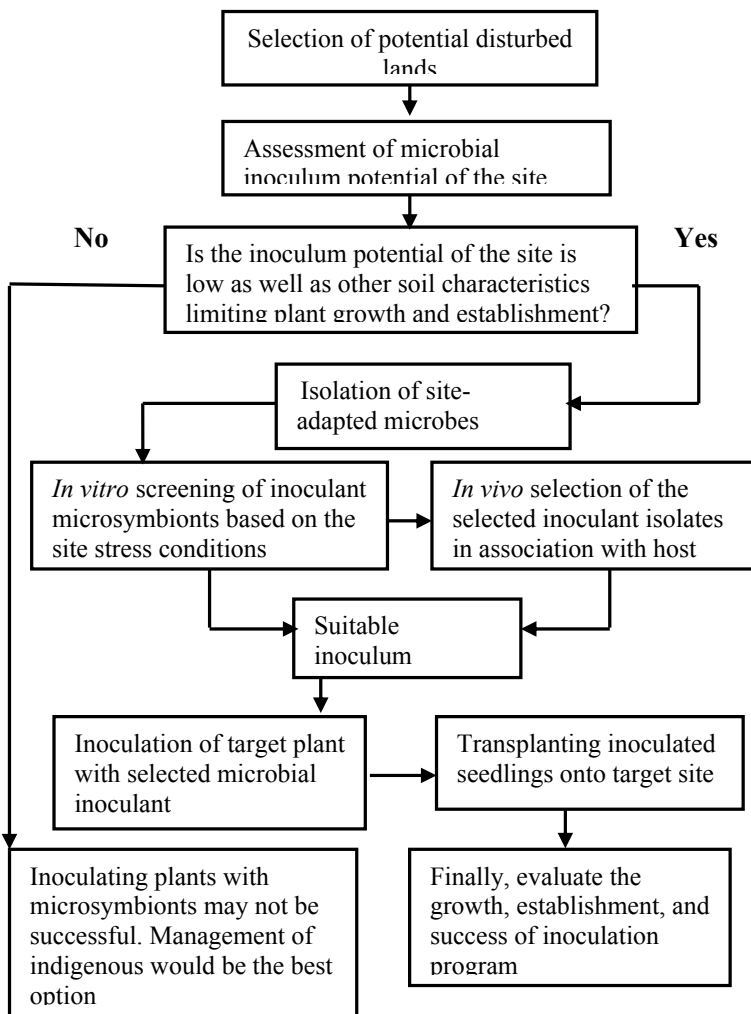 Selection of potential disturbed
lands
Assessment of microbial
inoculum potential of the site
No
Yes
Is the inoculum potential of the site is
low as well as other soil characteristics
limiting plant growth and establishment?
Isolation of site-
adapted microbes
In vitro screening of inoculant
microsymbionts based on the
site stress conditions
In vivo selection of the
selected inoculant isolates
in association with host
Suitable
inoculum
Inoculation of target plant
with selected microbial
inoculant
Transplanting inoculated
seedlings onto target site
Inoculating plants with
microsymbionts may not be
successful. Management of
indigenous would be the best
option
Finally, evaluate the
growth, establishment, and
success of inoculation
program